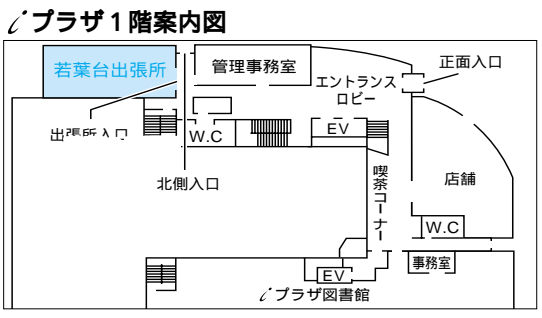 iプラザ1階案内図
若葉台出張所
管理事務室
正面入口
エントランス
ロビー
出張所入口
W.C
EV
北側入口
喫茶コーナー
店舗
W.C
事務室
EV
iプラザ図書館